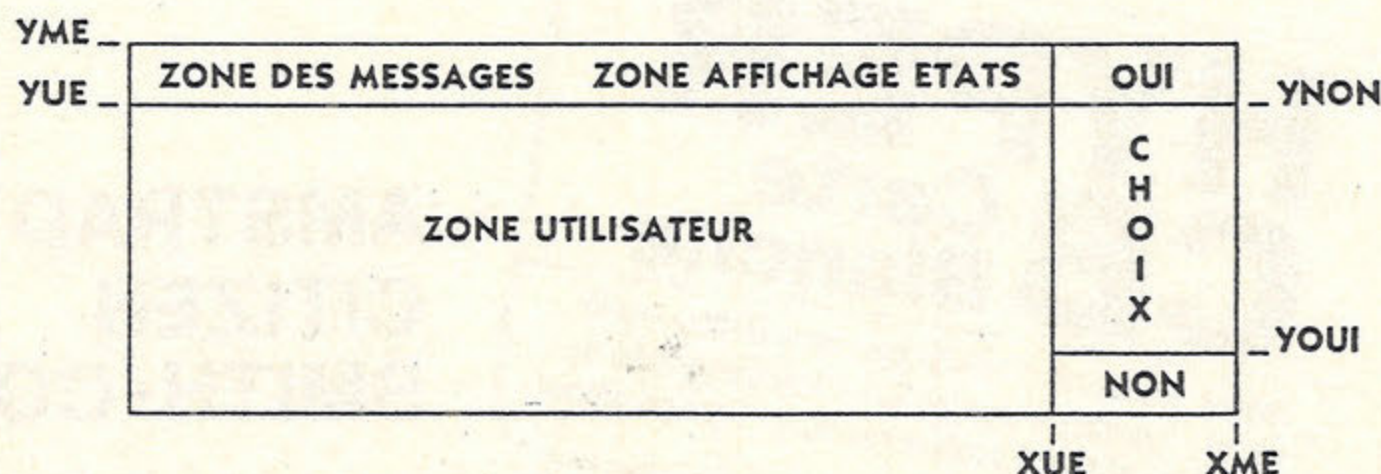 YME
ZONE DES MESSAGES ZONE AFFICHAGE ETATS OUI
YUE
YNON
C
H
O
I
X
ZONE UTILISATEUR
YOUI
NON
XUE XME